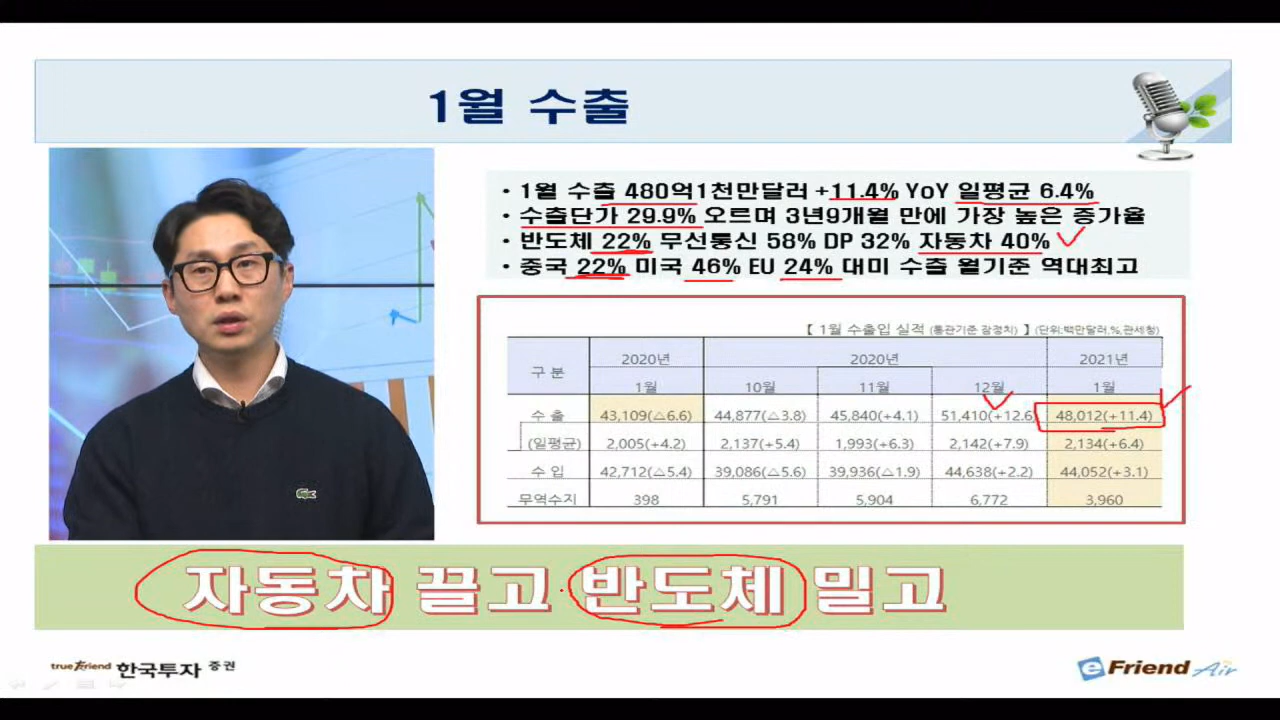 1월 수출
• 1월 수출 480억1천만달러 +11.4% YoY 일평균 6.4%
• 수출단가 29.9% 오르며 3년9개월 만에 가장 높은 증가율
• 반도체 22% 무선통신 58% DP 32% 자동차 40%
• 중국 22% 미국 46% EU 24% 대미 수출 월기준 역대최고
【 1월 수출입 실적 (통관기준 잠정치) 】 (단위:백만달러,%,관세청)
구 분 2020년 2020년 2021년
1월 10월 11월 12월 1월
수 출 43,109(△6.6) 44,877(△3.8) 45,840(+4.1) 51,410(+12.6) 48,012(+11.4)
(일평균) 2,005(+4.2) 2,137(+5.4) 1,993(+6.3) 2,142(+7.9) 2,134(+6.4)
수 입 42,712(△5.4) 39,086(△5.6) 39,936(△1.9) 44,638(+2.2) 44,052(+3.1)
무역수지 398 5,791 5,904 6,772 3,960
자동차 끌고 반도체 밀고
true friend 한국투자 증권
eFriend Air